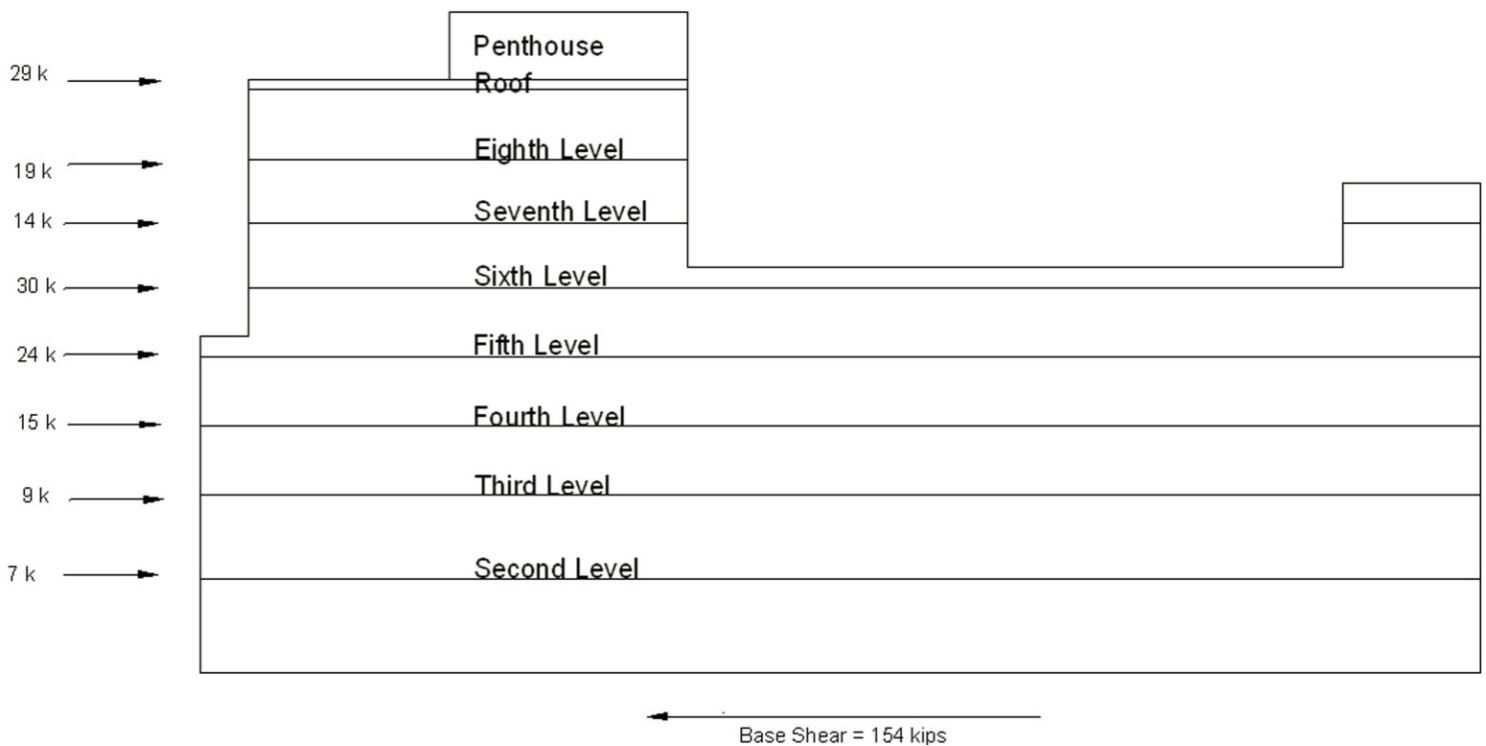 Penthouse
29 k
Roof
Eighth Level
19 k
Seventh Level
14 k
Sixth Level
30 k
Fifth Level
24 k
Fourth Level
15 k
Third Level
9 k
Second Level
7 k
Base Shear = 154 kips